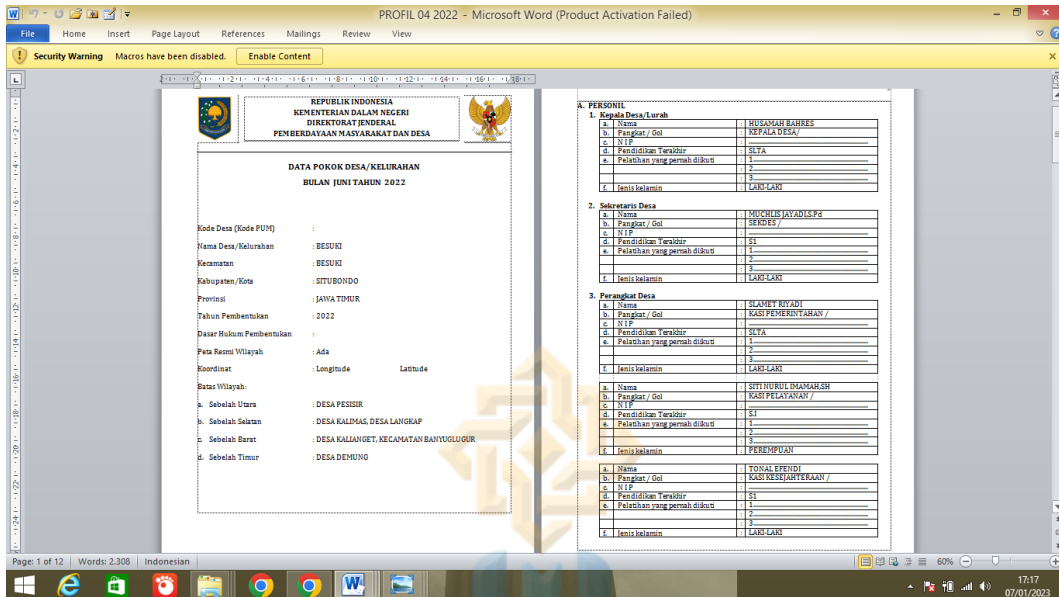 PROFIL 04 2022 - Microsoft Word (Product Activation Failed)
File Home Insert Page Layout References Mailings Review View
Security Warning Macros have been disabled. Enable Content
REPUBLIK INDONESIA
KEMENTERIAN DALAM NEGERI
DIREKTORAT JENDERAL
PEMBERDAYAAN MASYARAKAT DAN DESA
DATA POKOK DESA/KELURAHAN
BULAN JUNI TAHUN 2022
Kode Desa (Kode PUM) :
Nama Desa/Kelurahan : BESUKI
Kecamatan : BESUKI
Kabupaten/Kota : SITUBONDO
Provinsi : JAWA TIMUR
Tahun Pembentukan : 2022
Dasar Hukum Pembentukan :
Peta Resmi Wilayah : Ada
Koordinat : Longitude Latitude
Batas Wilayah:
a. Sebelah Utara : DESA PESISIR
b. Sebelah Selatan : DESA KALIMAS, DESA LANGKAP
c. Sebelah Barat : DESA KALIANGET, KECAMATAN BANYUGLUGUR
d. Sebelah Timur : DESA DEMUNG
A. PERSONIL
1. Kepala Desa/Lurah
a. Nama : HUSAMAH BAHRES
b. Pangkat / Gol : KEPALA DESA/
c. N I P :
d. Pendidikan Terakhir : SLTA
e. Pelatihan yang pernah diikuti : 1.
: 2.
: 3.
f. Jenis kelamin : LAKI-LAKI
2. Sekretaris Desa
a. Nama : MUCHLIS JAYADI,S.Pd
b. Pangkat / Gol : SEKDES /
c. N I P :
d. Pendidikan Terakhir : S1
e. Pelatihan yang pernah diikuti : 1.
: 2.
: 3.
f. Jenis kelamin : LAKI-LAKI
3. Perangkat Desa
a. Nama : SLAMET RIYADI
b. Pangkat / Gol : KASI PEMERINTAHAN /
c. N I P :
d. Pendidikan Terakhir : SLTA
e. Pelatihan yang pernah diikuti : 1.
: 2.
: 3.
f. Jenis kelamin : LAKI-LAKI
a. Nama : SITI NURUL IMAMAH,SH
b. Pangkat / Gol : KASI PELAYANAN /
c. N I P :
d. Pendidikan Terakhir : S.I
e. Pelatihan yang pernah diikuti : 1.
: 2.
: 3.
f. Jenis kelamin : PEREMPUAN
a. Nama : TONAL EFENDI
b. Pangkat / Gol : KASI KESEJAHTERAAN /
c. N I P :
d. Pendidikan Terakhir : S1
e. Pelatihan yang pernah diikuti : 1.
: 2.
: 3.
f. Jenis kelamin : LAKI-LAKI
Page: 1 of 12 Words: 2.308 Indonesian 60%
17:17
07/01/2023